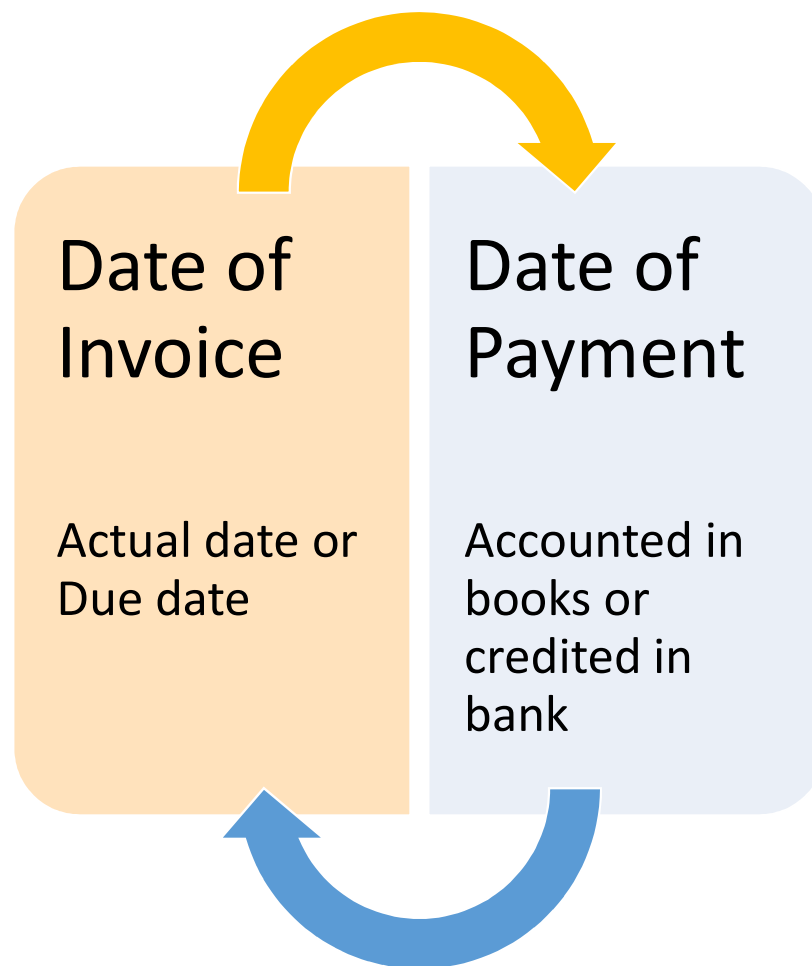 Date of
Invoice
Actual date or
Due date
Date of
Payment
Accounted in
books or
credited in
bank